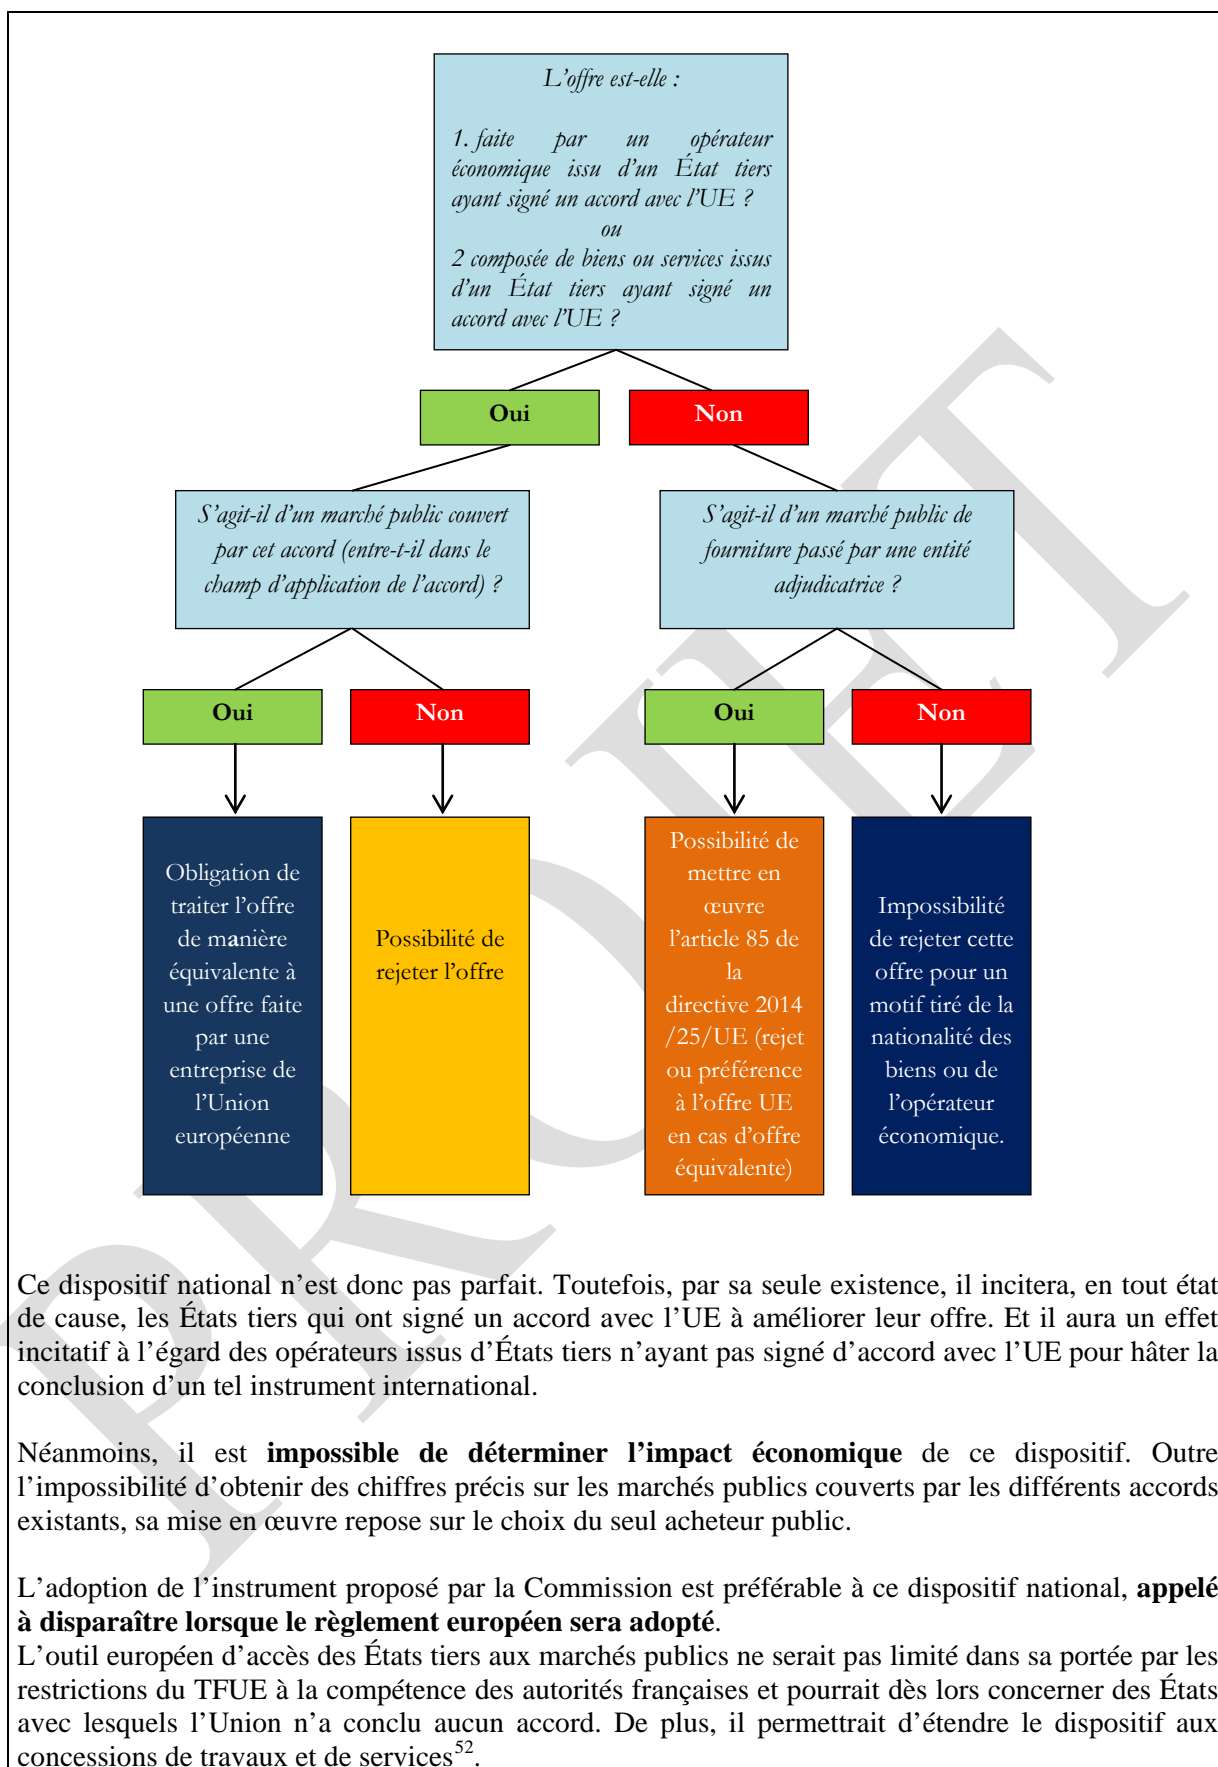 L’offre est-elle :
1. faite par un opérateur
économique issu d’un État tiers
ayant signé un accord avec l’UE ?
ou
2 composée de biens ou services issus
d’un État tiers ayant signé un
accord avec l’UE ?
Oui
Non
S’agit-il d’un marché public couvert
par cet accord (entre-t-il dans le
champ d’application de l’accord) ?
S’agit-il d’un marché public de
fourniture passé par une entité
adjudicatrice ?
Oui
Non
Oui
Non
Obligation de
traiter l’offre
de manière
équivalente à
une offre faite
par une
entreprise de
l’Union
européenne
Possibilité de
rejeter l’offre
Possibilité de
mettre en
œuvre
l’article 85 de
la
directive 2014
/25/UE (rejet
ou préférence
à l’offre UE
en cas d’offre
équivalente)
Impossibilité
de rejeter cette
offre pour un
motif tiré de la
nationalité des
biens ou de
l’opérateur
économique.
Ce dispositif national n’est donc pas parfait. Toutefois, par sa seule existence, il incitera, en tout état
de cause, les États tiers qui ont signé un accord avec l’UE à améliorer leur offre. Et il aura un effet
incitatif à l’égard des opérateurs issus d’États tiers n’ayant pas signé d’accord avec l’UE pour hâter la
conclusion d’un tel instrument international.
Néanmoins, il est impossible de déterminer l’impact économique de ce dispositif. Outre
l’impossibilité d’obtenir des chiffres précis sur les marchés publics couverts par les différents accords
existants, sa mise en œuvre repose sur le choix du seul acheteur public.
L’adoption de l’instrument proposé par la Commission est préférable à ce dispositif national, appelé
à disparaître lorsque le règlement européen sera adopté.
L’outil européen d’accès des États tiers aux marchés publics ne serait pas limité dans sa portée par les
restrictions du TFUE à la compétence des autorités françaises et pourrait dès lors concerner des États
avec lesquels l’Union n’a conclu aucun accord. De plus, il permettrait d’étendre le dispositif aux
concessions de travaux et de services52.
PROJET